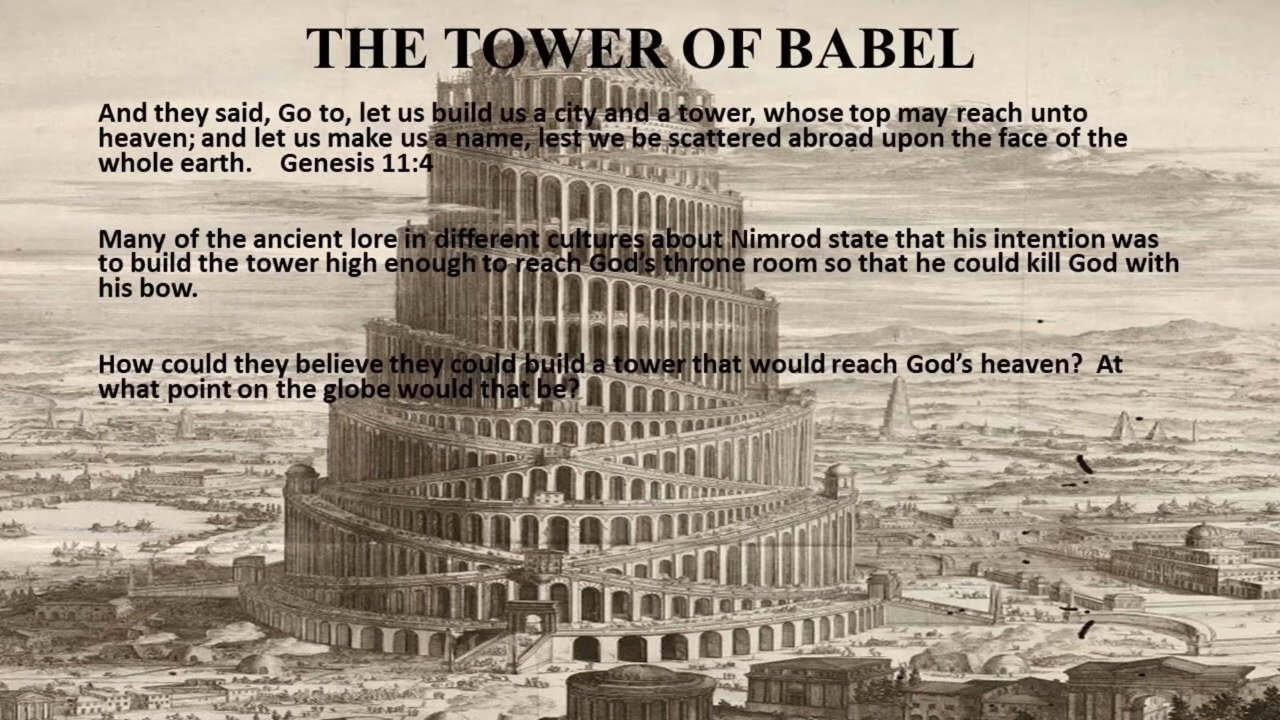 THE TOWER OF BABEL
And they said, Go to, let us build us a city and a tower, whose top may reach unto
heaven; and let us make us a name, lest we be scattered abroad upon the face of the
whole earth. Genesis 11:4
Many of the ancient lore in different cultures about Nimrod state that his intention was
to build the tower high enough to reach God’s throne room so that he could kill God with
his bow.
How could they believe they could build a tower that would reach God’s heaven? At
what point on the globe would that be?